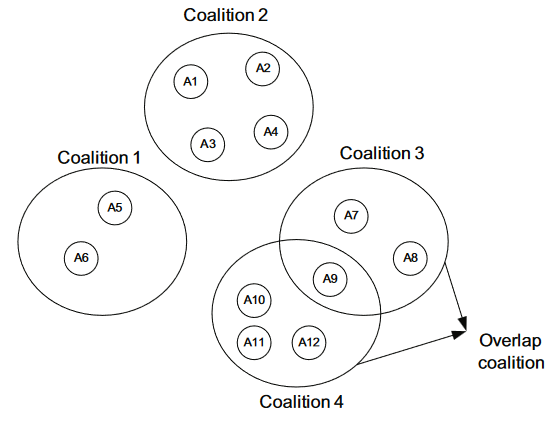 Coalition 2
A1
A2
A3
A4
Coalition 1
A5
A6
Coalition 3
A7
A8
A9
A10
A11
A12
Overlap
coalition
Coalition 4